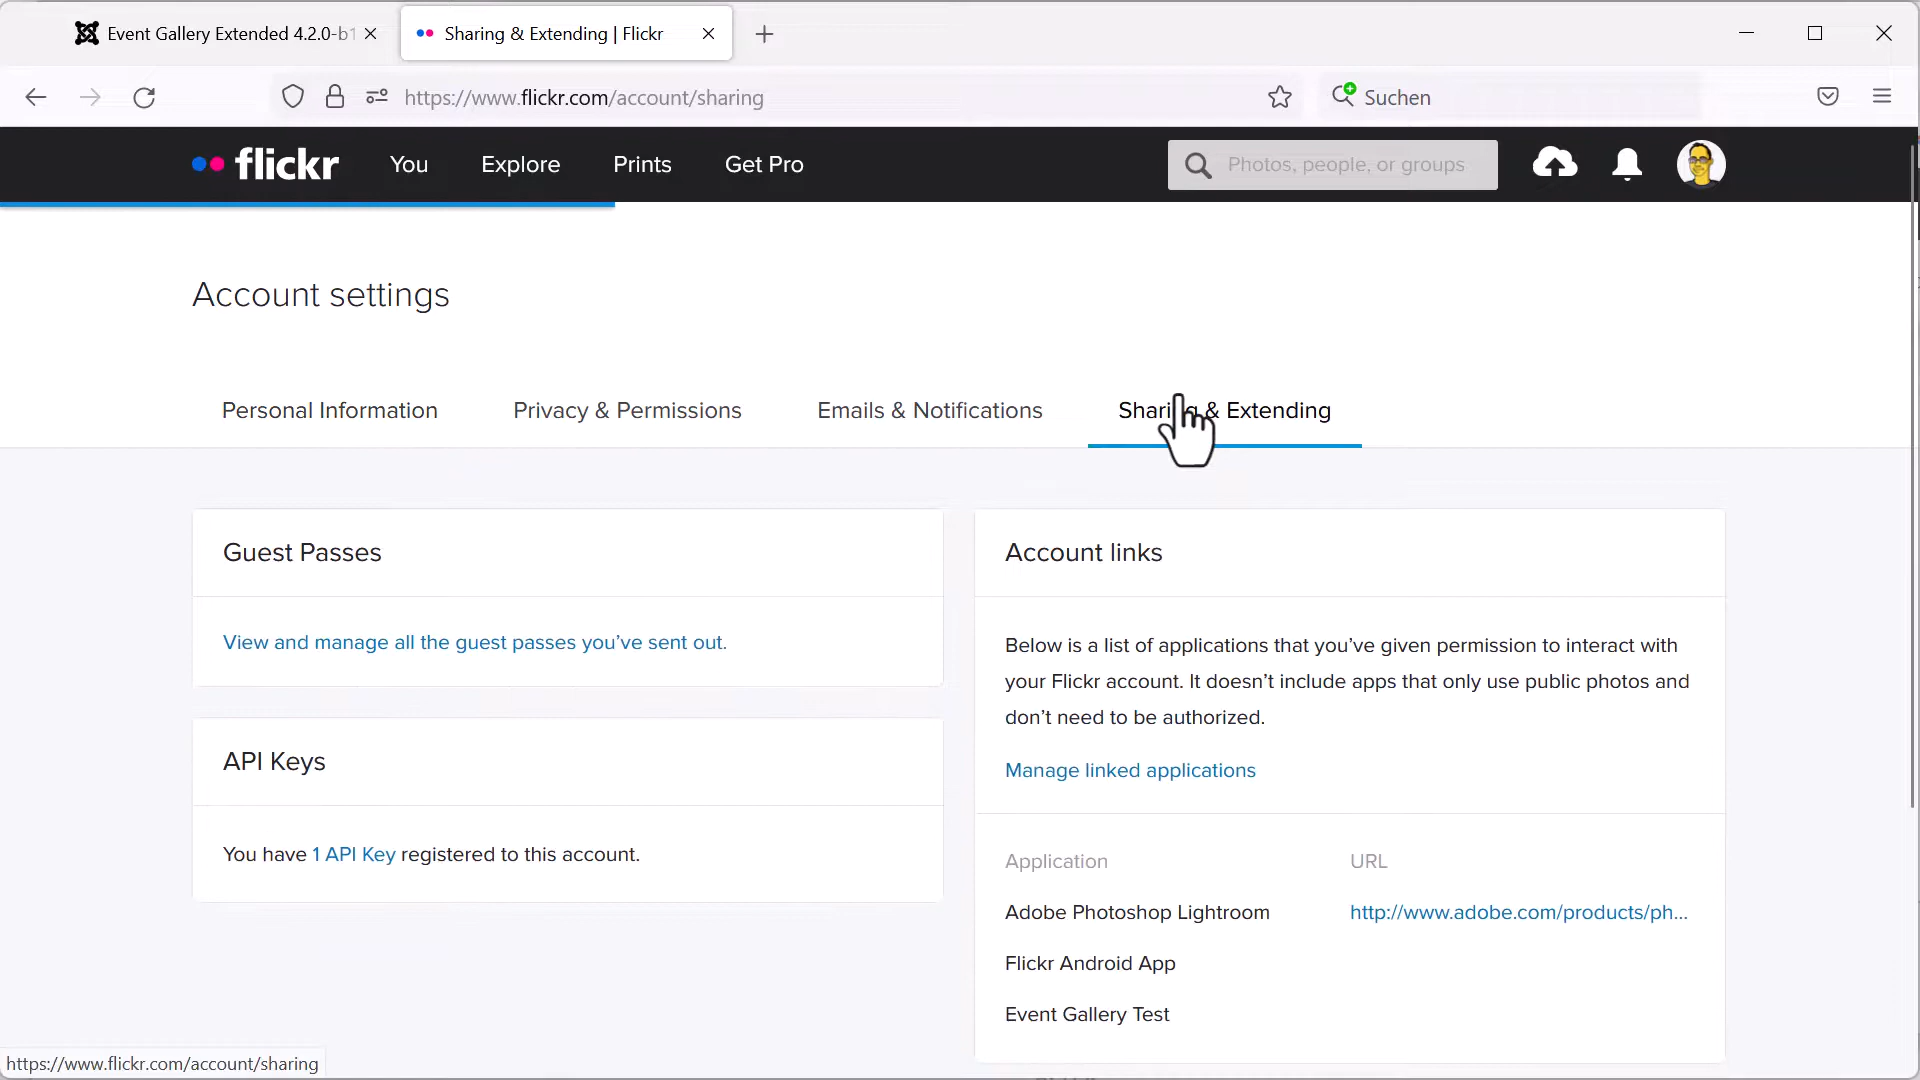 Event Gallery Extended 4.2.0-b1
Sharing & Extending | Flickr
https://www.flickr.com/account/sharing
Suchen
flickr
You
Explore
Prints
Get Pro
Photos, people, or groups
Account settings
Personal Information
Privacy & Permissions
Emails & Notifications
Sharing & Extending
Guest Passes
View and manage all the guest passes you’ve sent out.
API Keys
You have 1 API Key registered to this account.
Account links
Below is a list of applications that you’ve given permission to interact with
your Flickr account. It doesn’t include apps that only use public photos and
don’t need to be authorized.
Manage linked applications
Application URL
Adobe Photoshop Lightroom http://www.adobe.com/products/ph...
Flickr Android App
Event Gallery Test
https://www.flickr.com/account/sharing